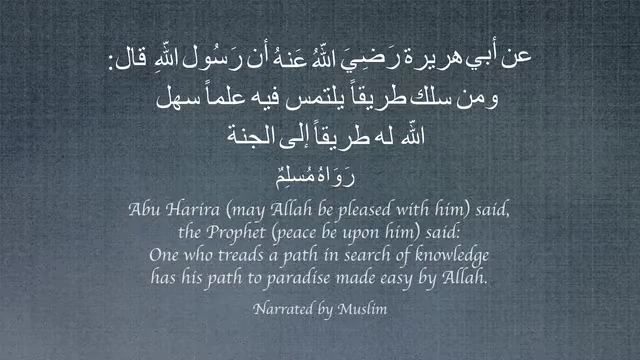 عن أبي هريرة رَضِيَ اللهُ عَنهُ أن رَسُول اللهِ قال:
ومن سلك طريقاً يلتمس فيه علماً سهل
الله له طريقاً إلى الجنة
رَوَاهُ مُسلِمٌ
Abu Harira (may Allah be pleased with him) said,
the Prophet (peace be upon him) said:
One who treads a path in search of knowledge
has his path to paradise made easy by Allah.
Narrated by Muslim